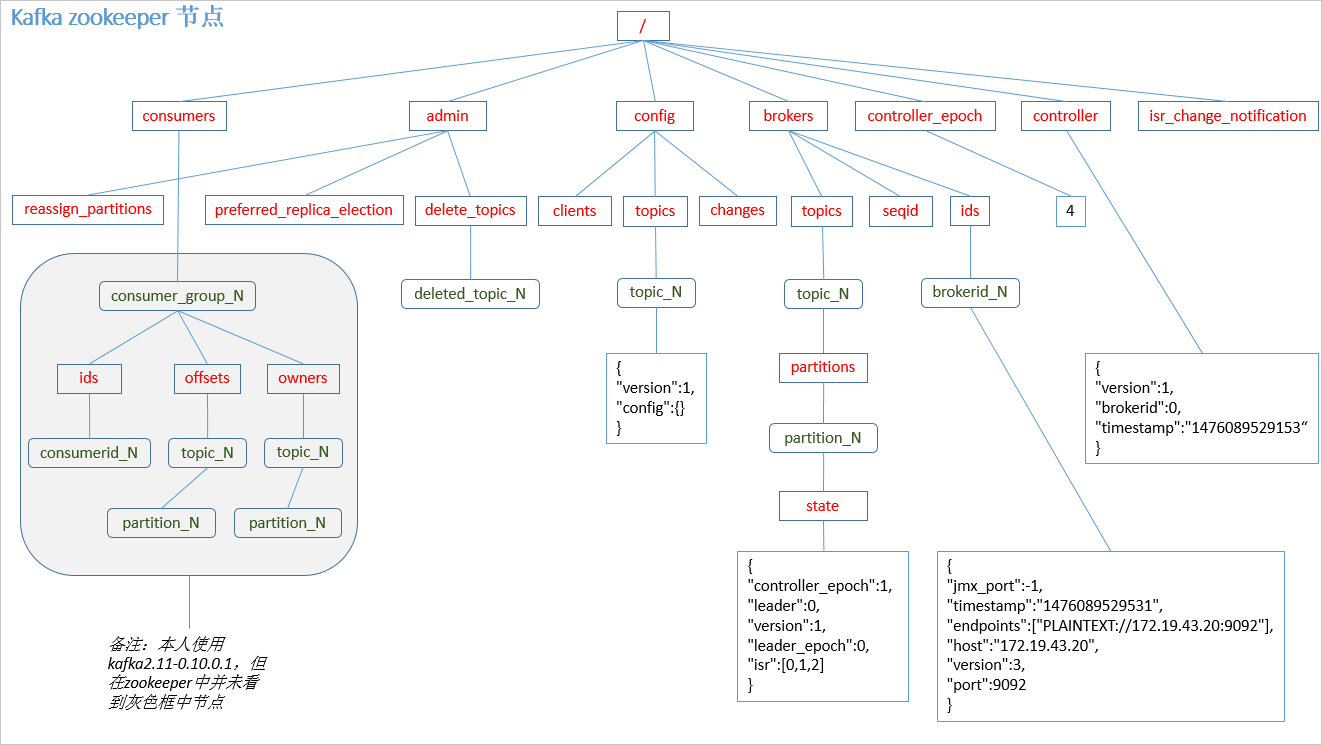 Kafka zookeeper 节点
/
consumers
admin
config
brokers
controller_epoch
controller
isr_change_notification
reassign_partitions
preferred_replica_election
delete_topics
clients
topics
changes
topics
seqid
ids
4
consumer_group_N
deleted_topic_N
topic_N
topic_N
brokerid_N
ids
offsets
owners
consumerid_N
topic_N
topic_N
partition_N
partition_N
{
"version":1,
"config":{}
}
partitions
partition_N
state
{
"controller_epoch":1,
"leader":0,
"version":1,
"leader_epoch":0,
"isr":[0,1,2]
}
{
"version":1,
"brokerid":0,
"timestamp":"1476089529153“
}
{
"jmx_port":-1,
"timestamp":"1476089529531",
"endpoints":["PLAINTEXT://172.19.43.20:9092"],
"host":"172.19.43.20",
"version":3,
"port":9092
}
备注：本人使用
kafka2.11-0.10.0.1，但
在zookeeper中并未看
到灰色框中节点